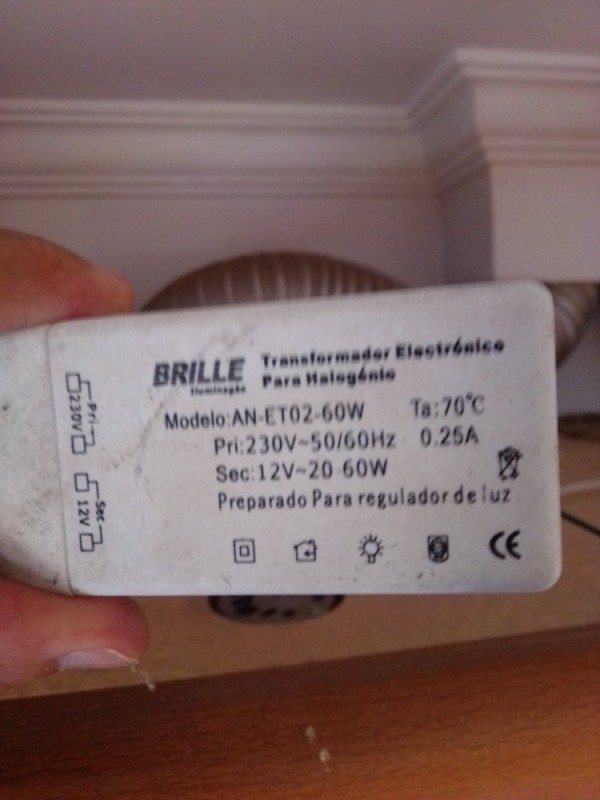 BRILLE
Iluminação
Transformador Electrónico
Para Halogénio
Modelo:AN-ET02-60W Ta:70°C
Pri:230V~50/60Hz 0.25A
Sec:12V~20-60W
Preparado Para regulador de luz
Pri
230V
Sec
12V
CE